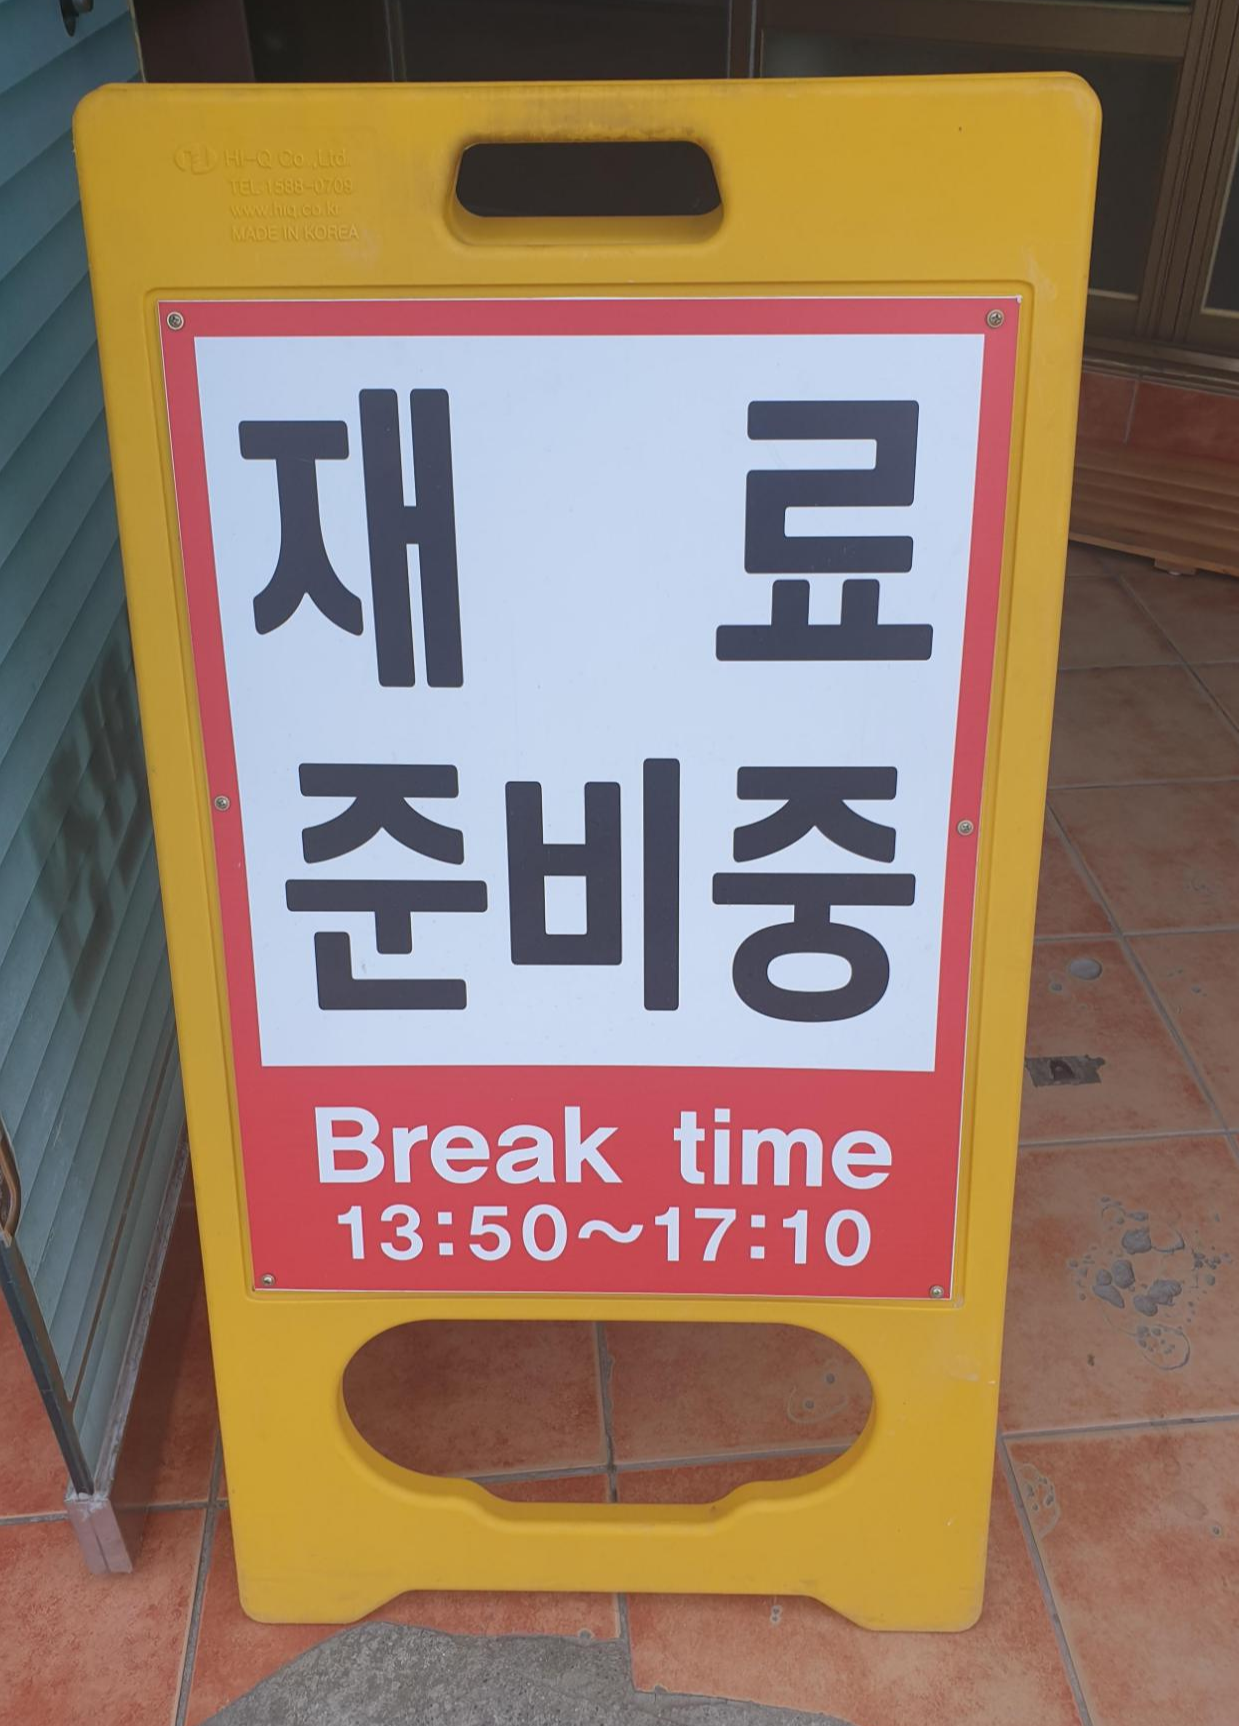 Hi-Q Co.,Ltd.
TEL 1588-0709
www.hiq.co.kr
MADE IN KOREA
재 료
준비중
Break time
13:50~17:10